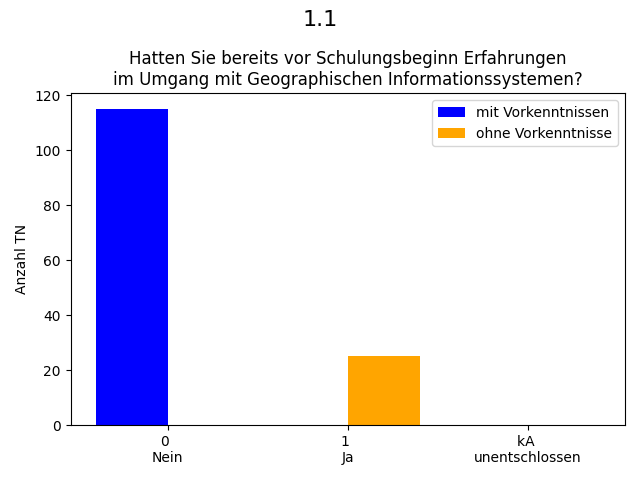 1.1
Hatten Sie bereits vor Schulungsbeginn Erfahrungen
im Umgang mit Geographischen Informationssystemen?
mit Vorkenntnissen
ohne Vorkenntnisse
Anzahl TN
120
100
80
60
40
20
0
0
Nein
1
Ja
kA
unentschlossen